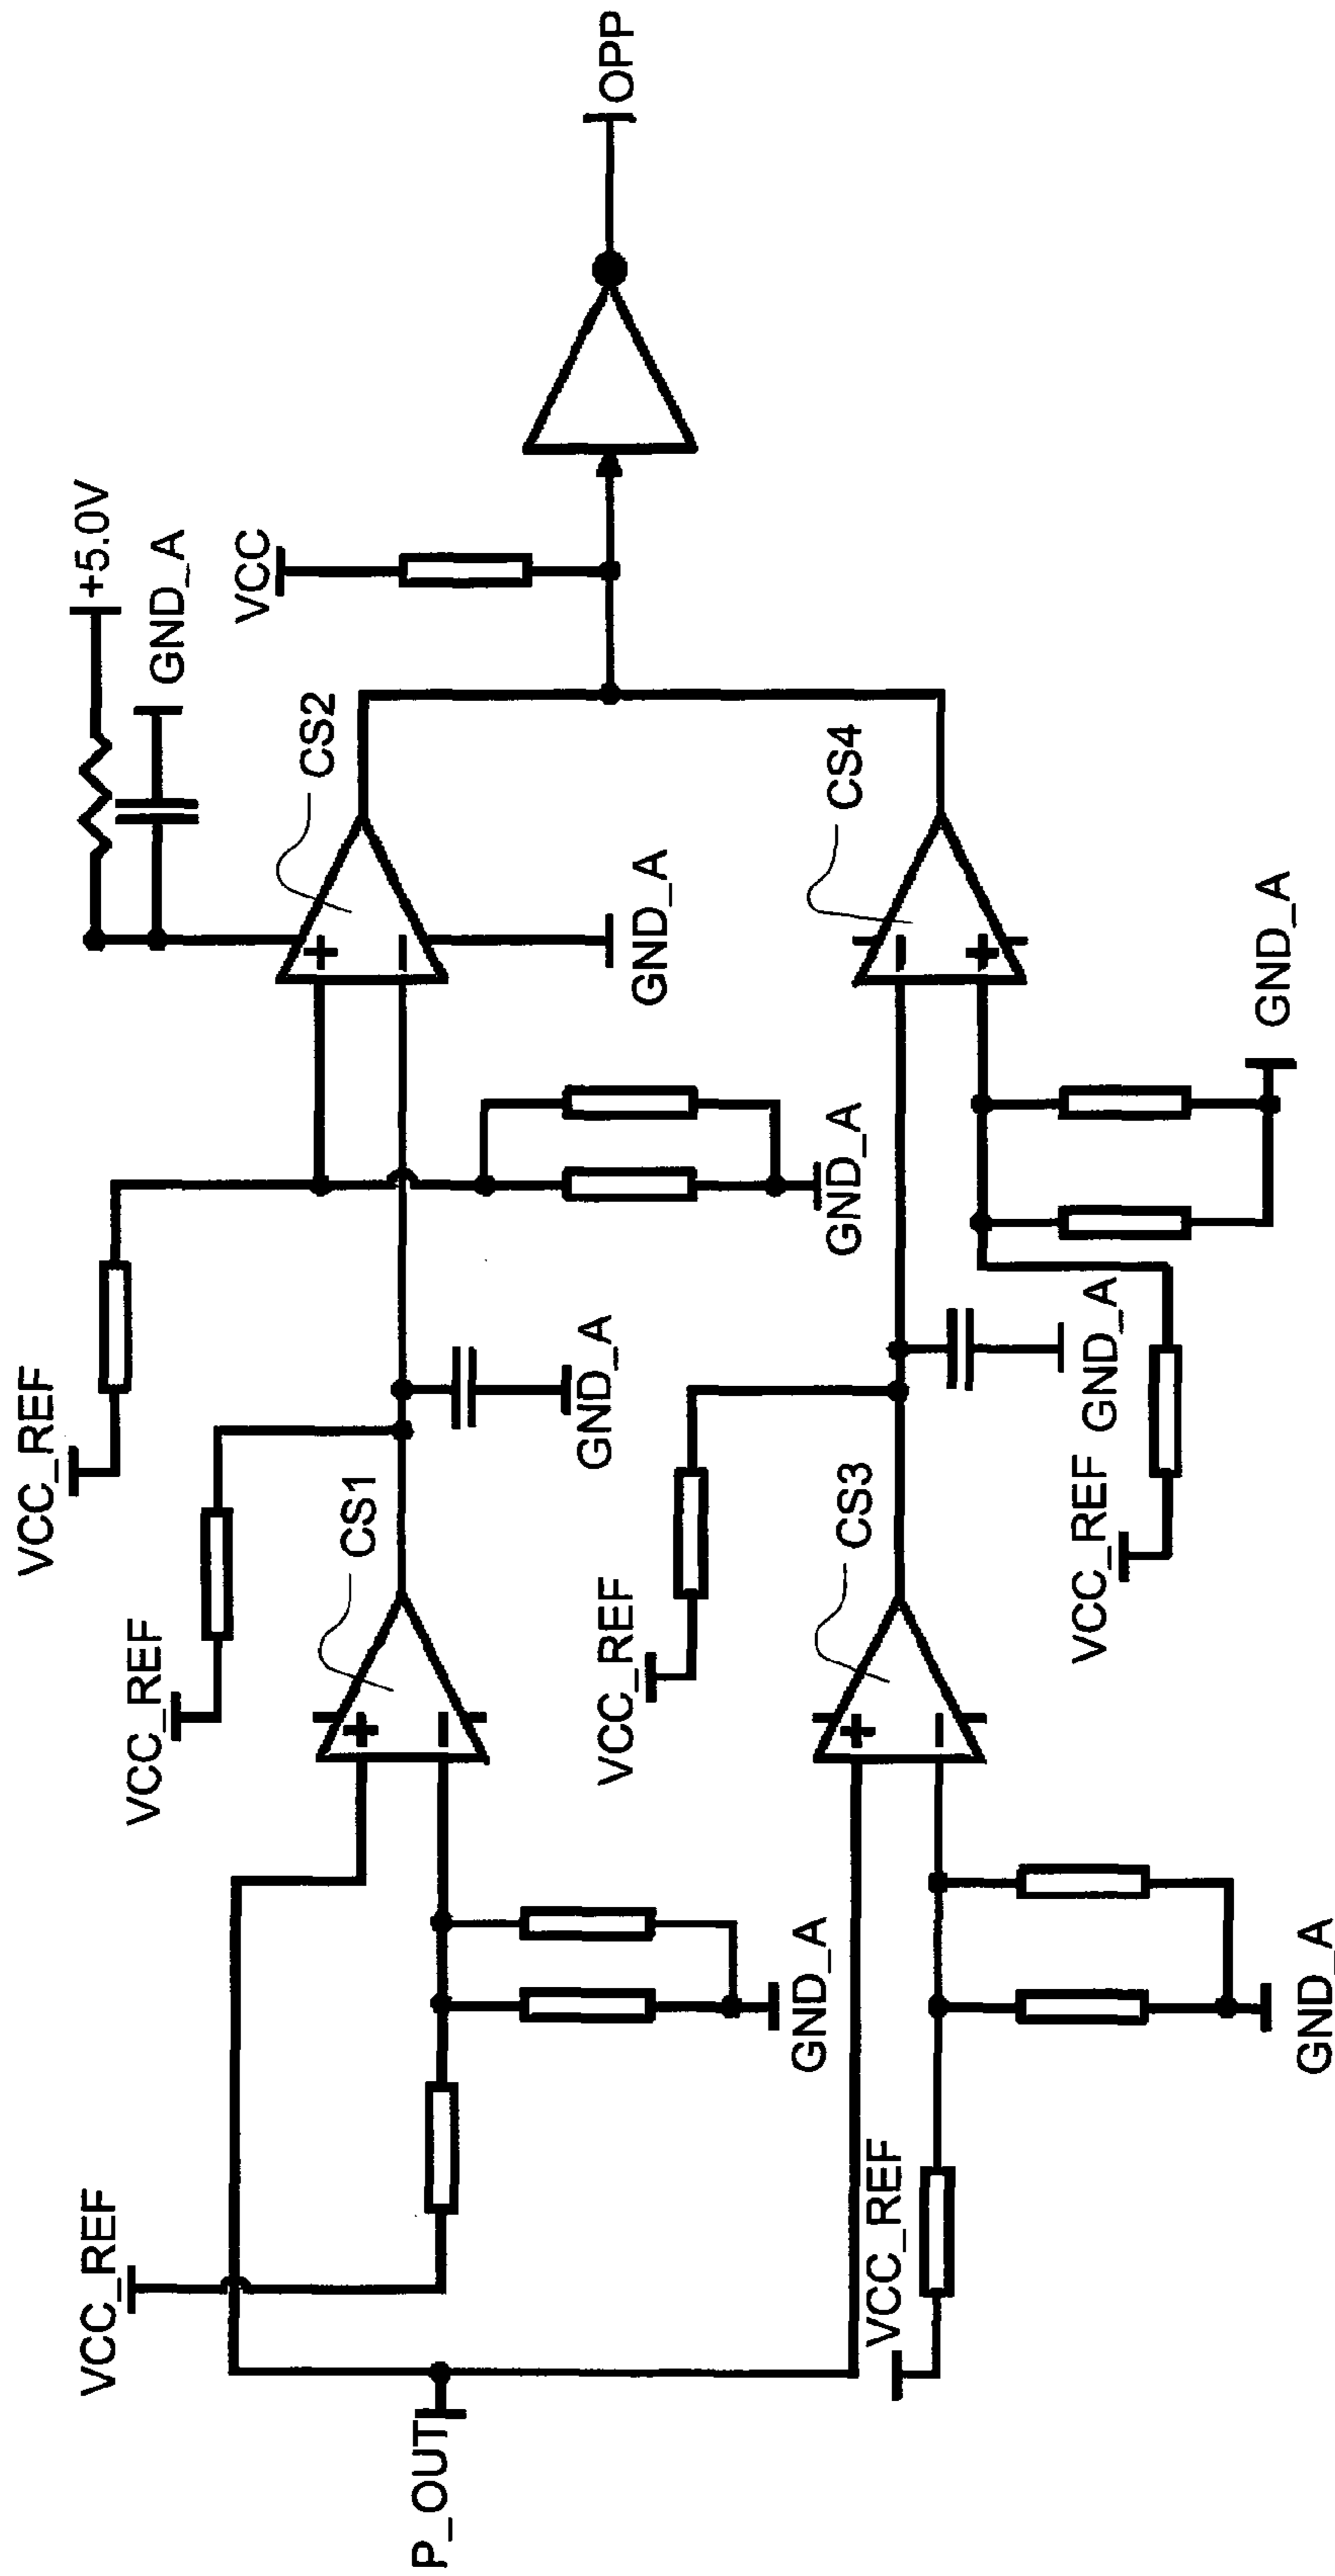 P_OUT
VCC_REF
+
−
GND_A
VCC_REF
CS1
GND_A
VCC_REF
+
−
GND_A
CS2
+5.0V
GND_A
VCC
OPP
VCC_REF
+
−
GND_A
VCC_REF
CS3
GND_A
VCC_REF
−
+
GND_A
CS4
GND_A